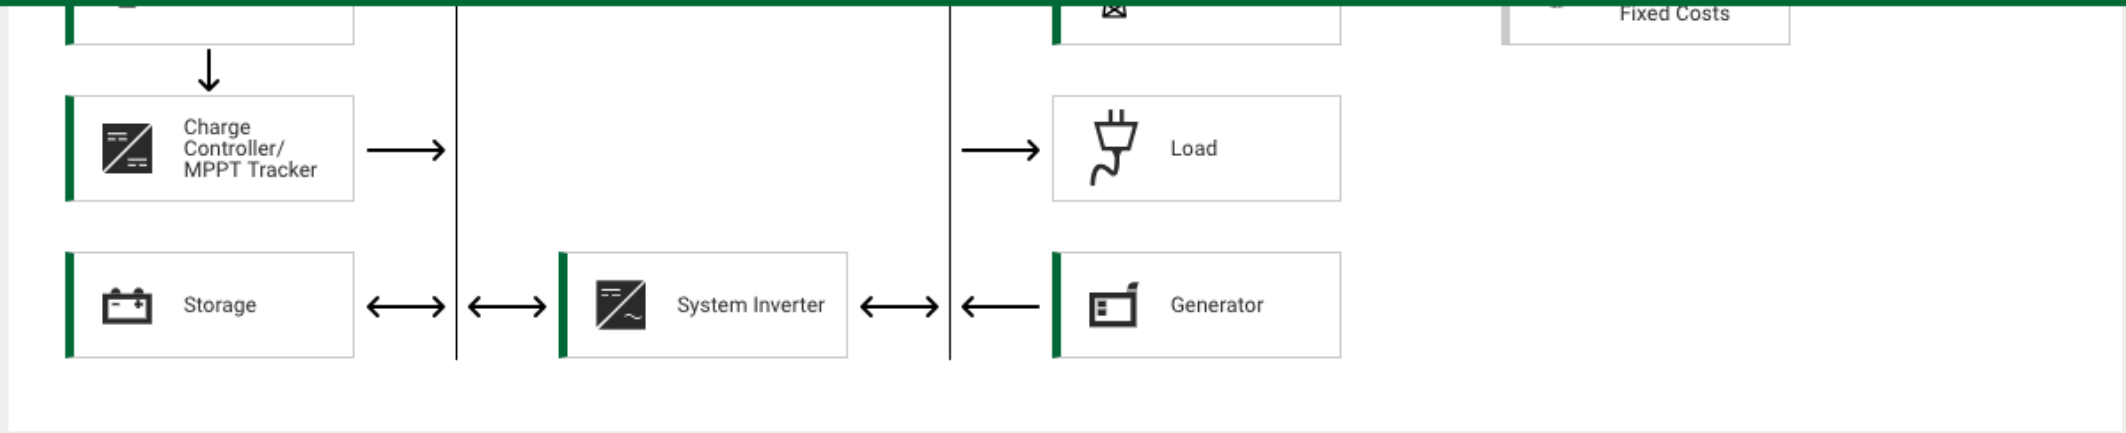 Fixed Costs
Charge
Controller/
MPPT Tracker
Load
Storage
System Inverter
Generator